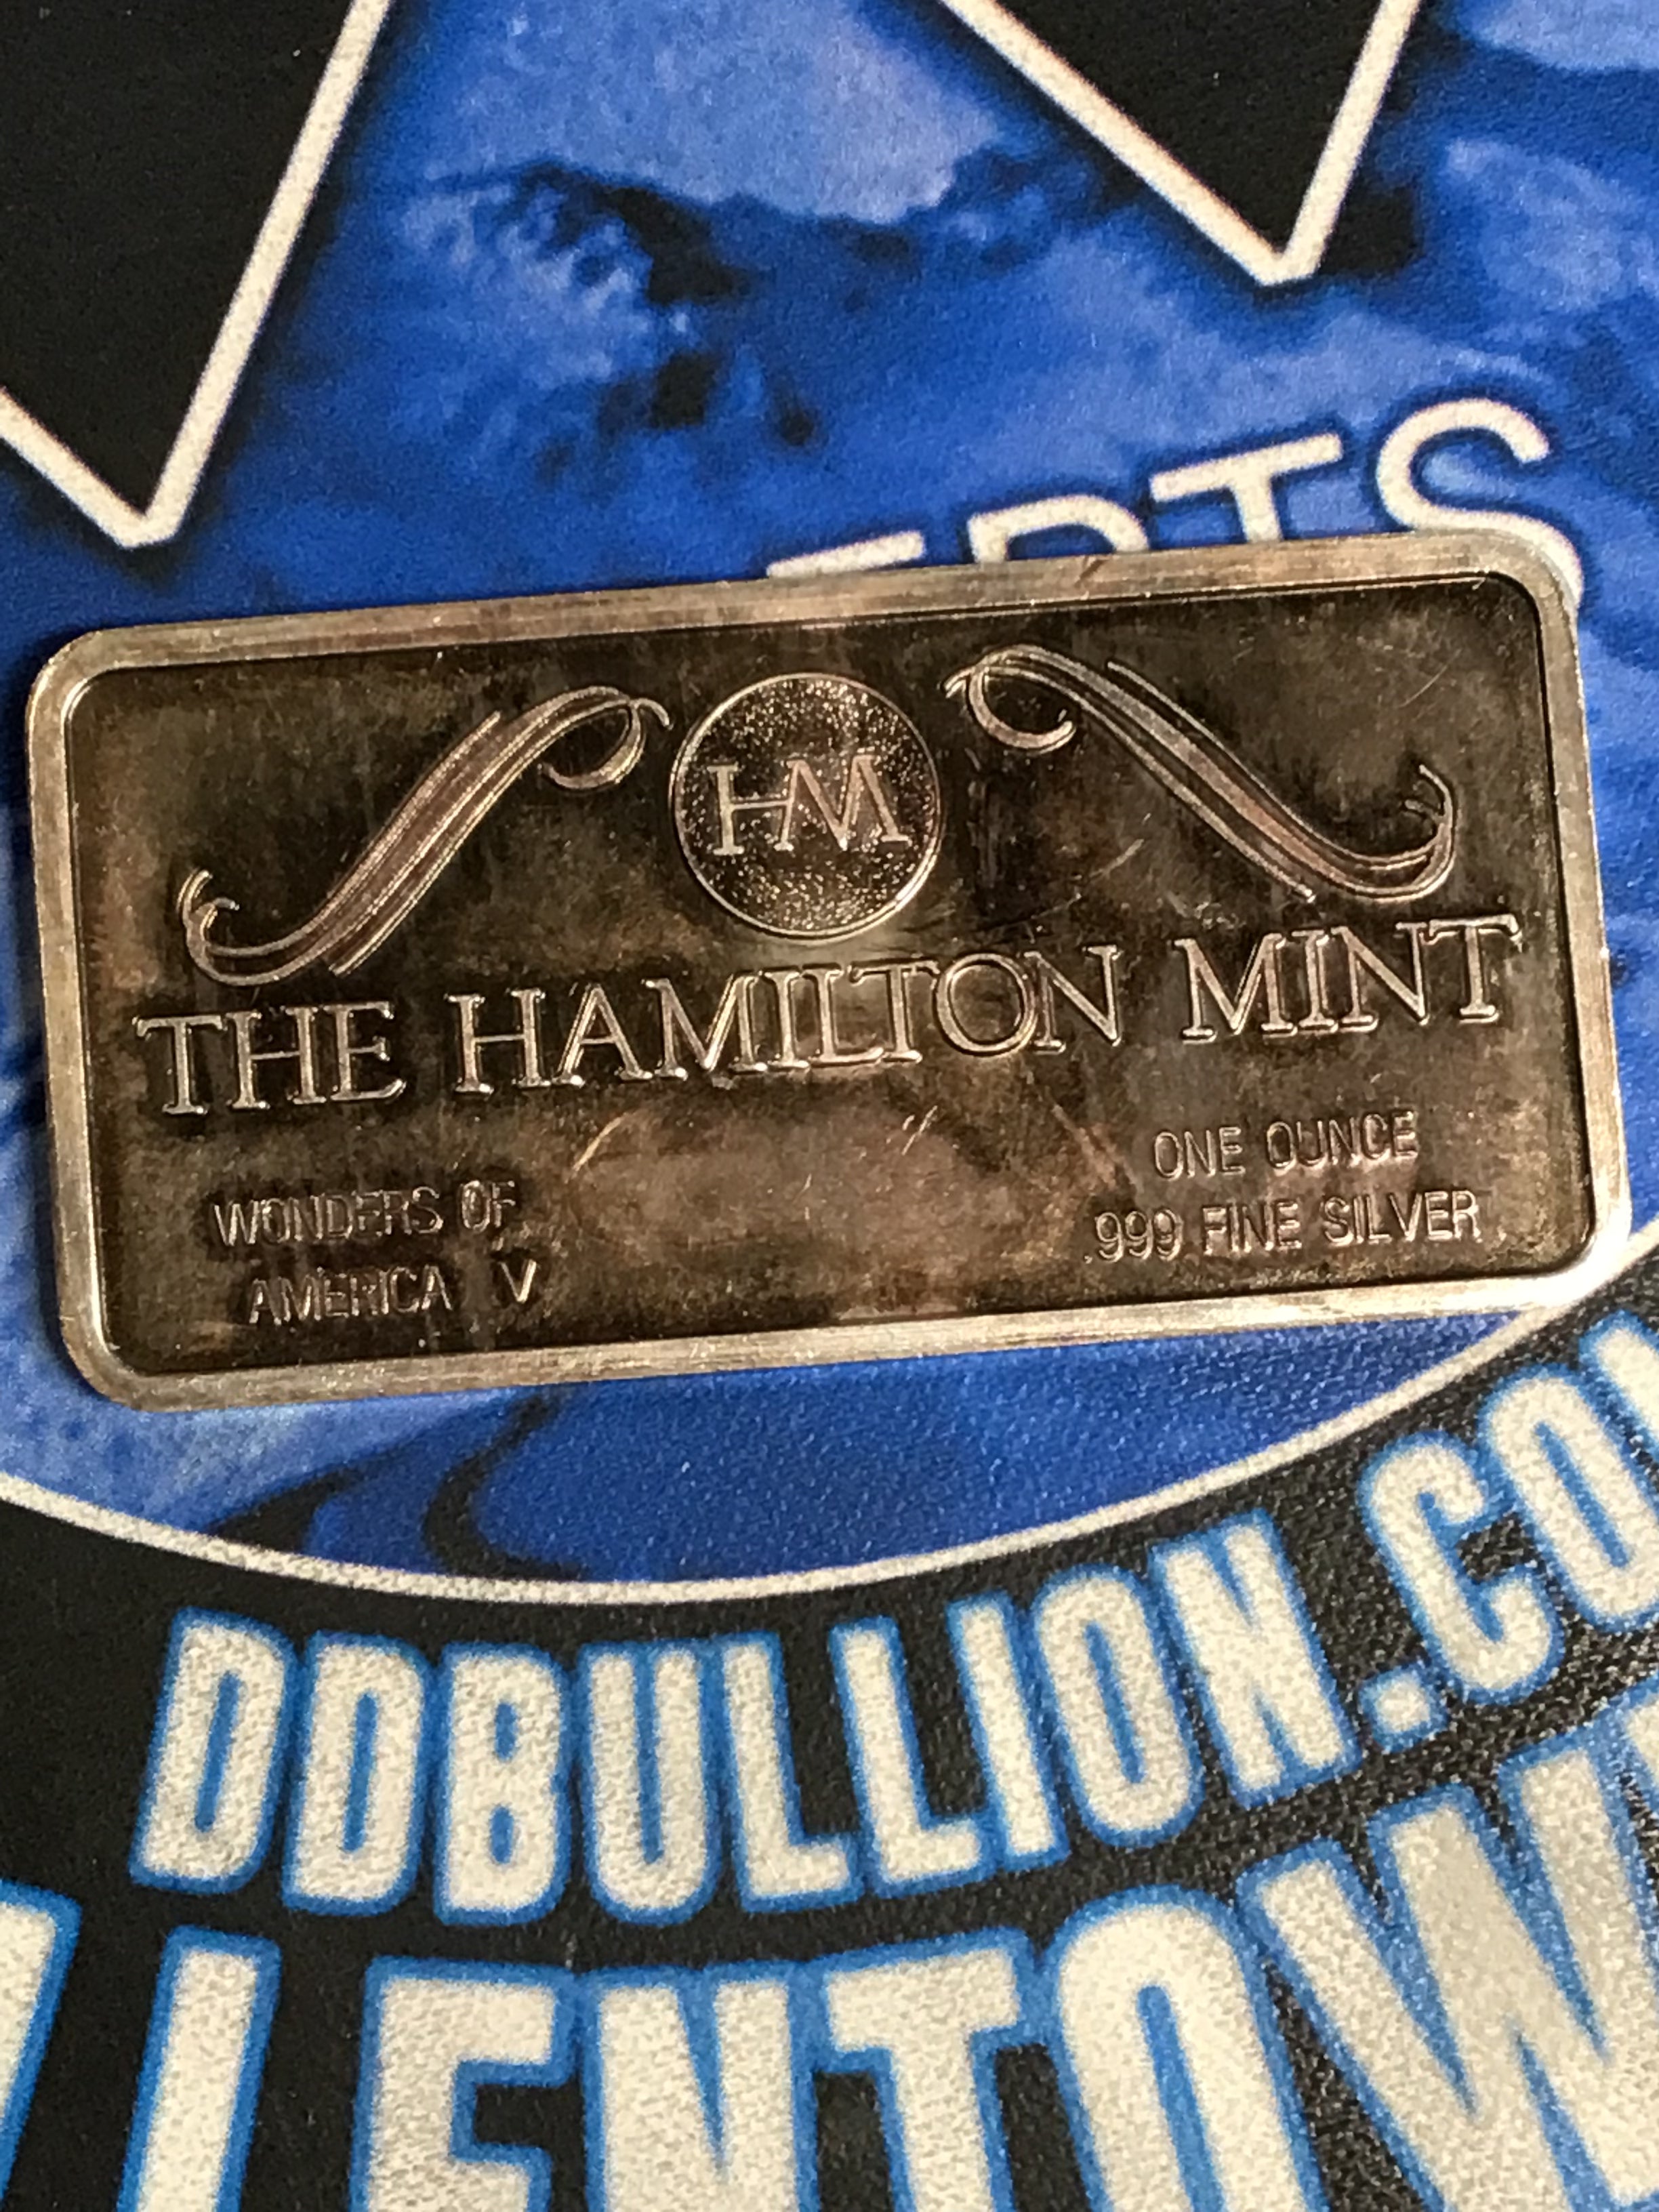 HM
THE HAMILTON MINT
WONDERS OF
AMERICA V
ONE OUNCE
.999 FINE SILVER
DDBULLION.CO